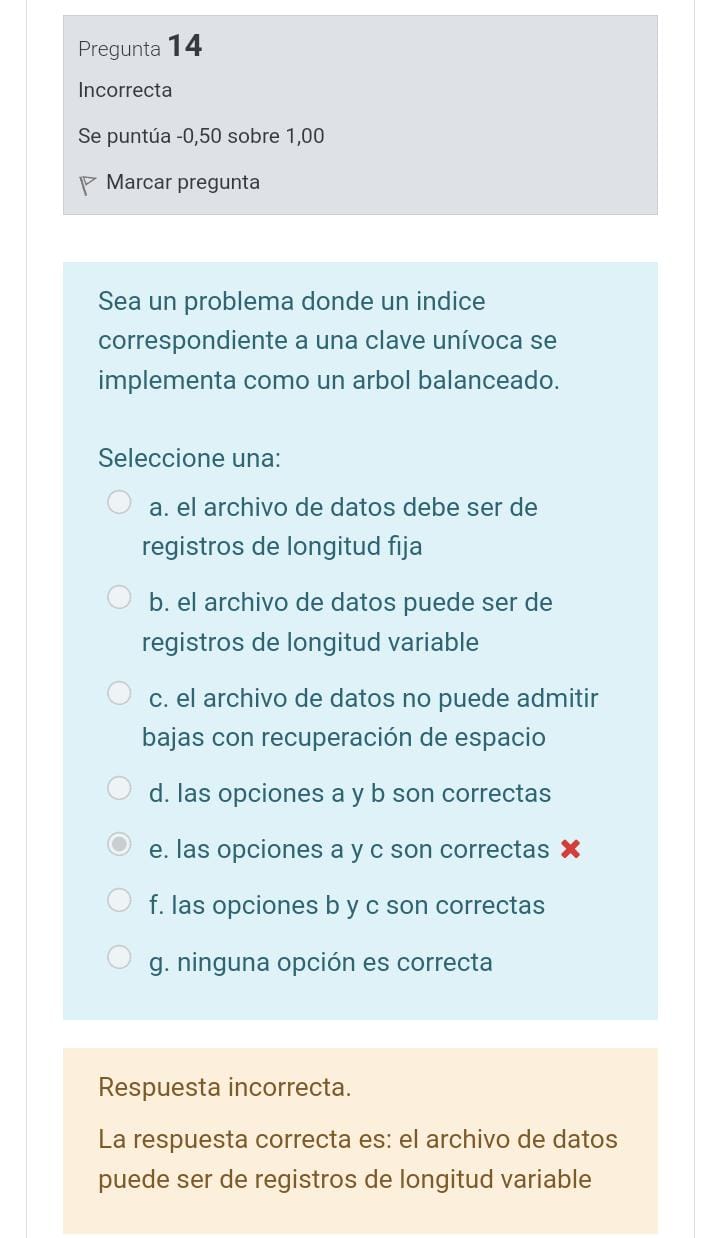 Pregunta 14
Incorrecta
Se puntúa -0,50 sobre 1,00
Marcar pregunta
Sea un problema donde un indice
correspondiente a una clave unívoca se
implementa como un arbol balanceado.
Seleccione una:
a. el archivo de datos debe ser de
registros de longitud fija
b. el archivo de datos puede ser de
registros de longitud variable
c. el archivo de datos no puede admitir
bajas con recuperación de espacio
d. las opciones a y b son correctas
e. las opciones a y c son correctas
f. las opciones b y c son correctas
g. ninguna opción es correcta
Respuesta incorrecta.
La respuesta correcta es: el archivo de datos
puede ser de registros de longitud variable